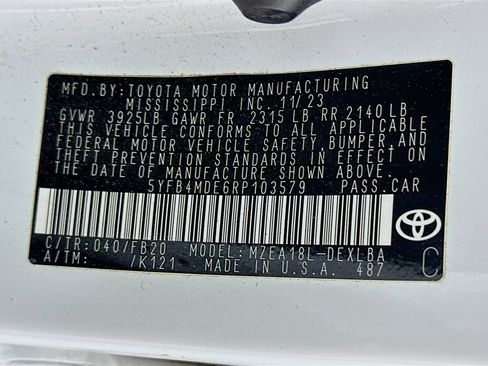 MFD. BY: TOYOTA MOTOR MANUFACTURING
MISSISSIPPI, INC. 11/23
GVWR 3925LB GAWR FR 2315 LB RR 2140 LB
THIS VEHICLE CONFORMS TO ALL APPLICABLE
FEDERAL MOTOR VEHICLE SAFETY, BUMPER, AND
THEFT PREVENTION STANDARDS IN EFFECT ON
THE DATE OF MANUFACTURE SHOWN ABOVE.
5YFB4MDE6RP103579 PASS. CAR
C/TR: 040/FB20 MODEL: MZEA18L-DEXLBA
A/TM: /K121 MADE IN U.S.A. 487
C